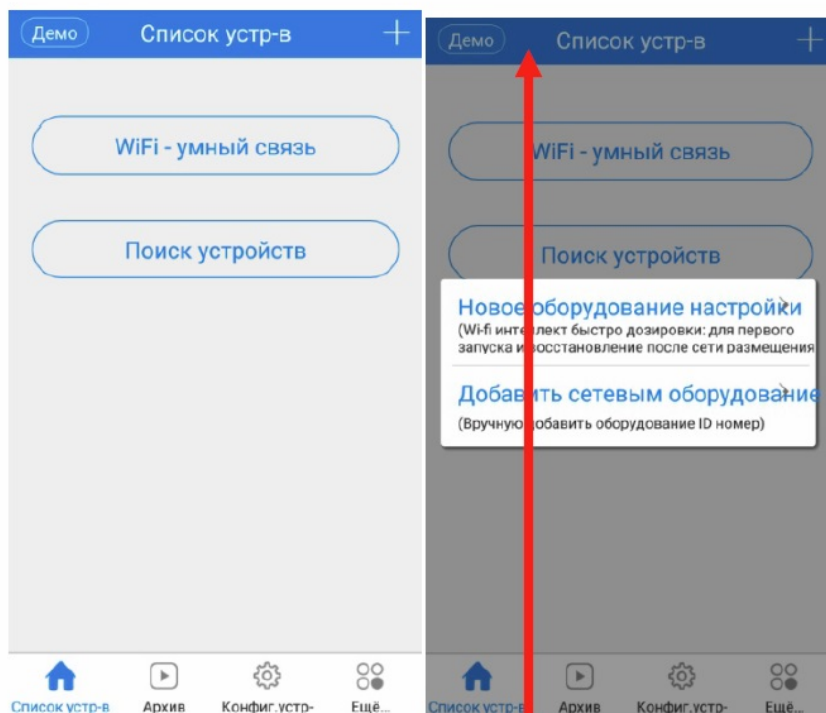 Демо Список устр-в +
WiFi - умный связь
Поиск устройств
Список устр-в Архив Конфиг.устр- Ещё...
Демо Список устр-в +
WiFi - умный связь
Поиск устройств
Новое оборудование настройки
(Wi-fi интеллект быстро дозировки: для первого
запуска и восстановление после сети размещения
Добавить сетевым оборудование
(Вручную добавить оборудование ID номер)
Список устр-в Архив Конфиг.устр- Ещё...